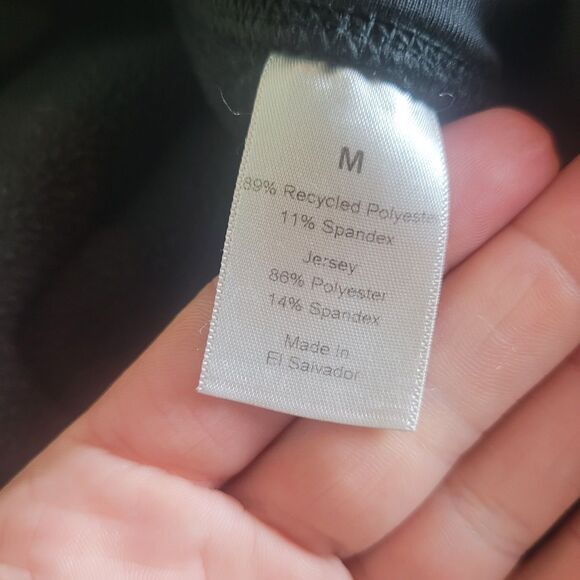 M
89% Recycled Polyester
11% Spandex
Jersey
86% Polyester
14% Spandex
Made in
El Salvador